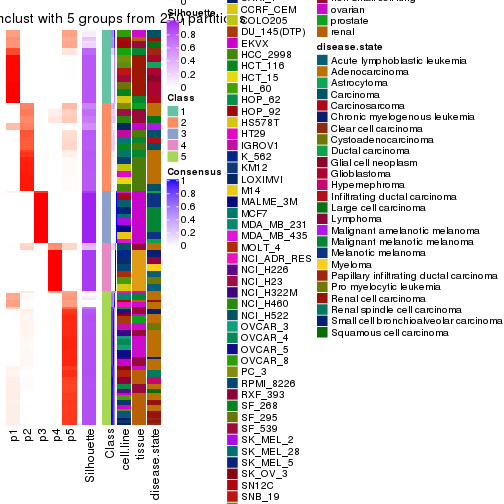 nclust with 5 groups from 250 partitions
0
Silhouette
1
0.8
0.6
0.4
0.2
0
Class
1
2
3
4
5
Consensus
1
0.8
0.6
0.4
0.2
0
p1
p2
p3
p4
p5
Silhouette
Class
cell.line
tissue
disease.state
CCRF_CEM
COLO205
DU_145(DTP)
EKVX
HCC_2998
HCT_116
HCT_15
HL_60
HOP_62
HOP_92
HS578T
HT29
IGROV1
K_562
KM12
LOXIMVI
M14
MALME_3M
MCF7
MDA_MB_231
MDA_MB_435
MOLT_4
NCI_ADR_RES
NCI_H226
NCI_H23
NCI_H322M
NCI_H460
NCI_H522
OVCAR_3
OVCAR_4
OVCAR_5
OVCAR_8
PC_3
RPMI_8226
RXF_393
SF_268
SF_295
SF_539
SK_MEL_2
SK_MEL_28
SK_MEL_5
SK_OV_3
SN12C
SNB_19
ovarian
prostate
renal
disease.state
Acute lymphoblastic leukemia
Adenocarcinoma
Astrocytoma
Carcinoma
Carcinosarcoma
Chronic myelogenous leukemia
Clear cell carcinoma
Cystoadenocarcinoma
Ductal carcinoma
Glial cell neoplasm
Glioblastoma
Hypernephroma
Infiltrating ductal carcinoma
Large cell carcinoma
Lymphoma
Malignant amelanotic melanoma
Malignant melanotic melanoma
Melanotic melanoma
Myeloma
Papillary infiltrating ductal carcinoma
Pro myelocytic leukemia
Renal cell carcinoma
Renal spindle cell carcinoma
Small cell bronchioalveolar carcinoma
Squamous cell carcinoma